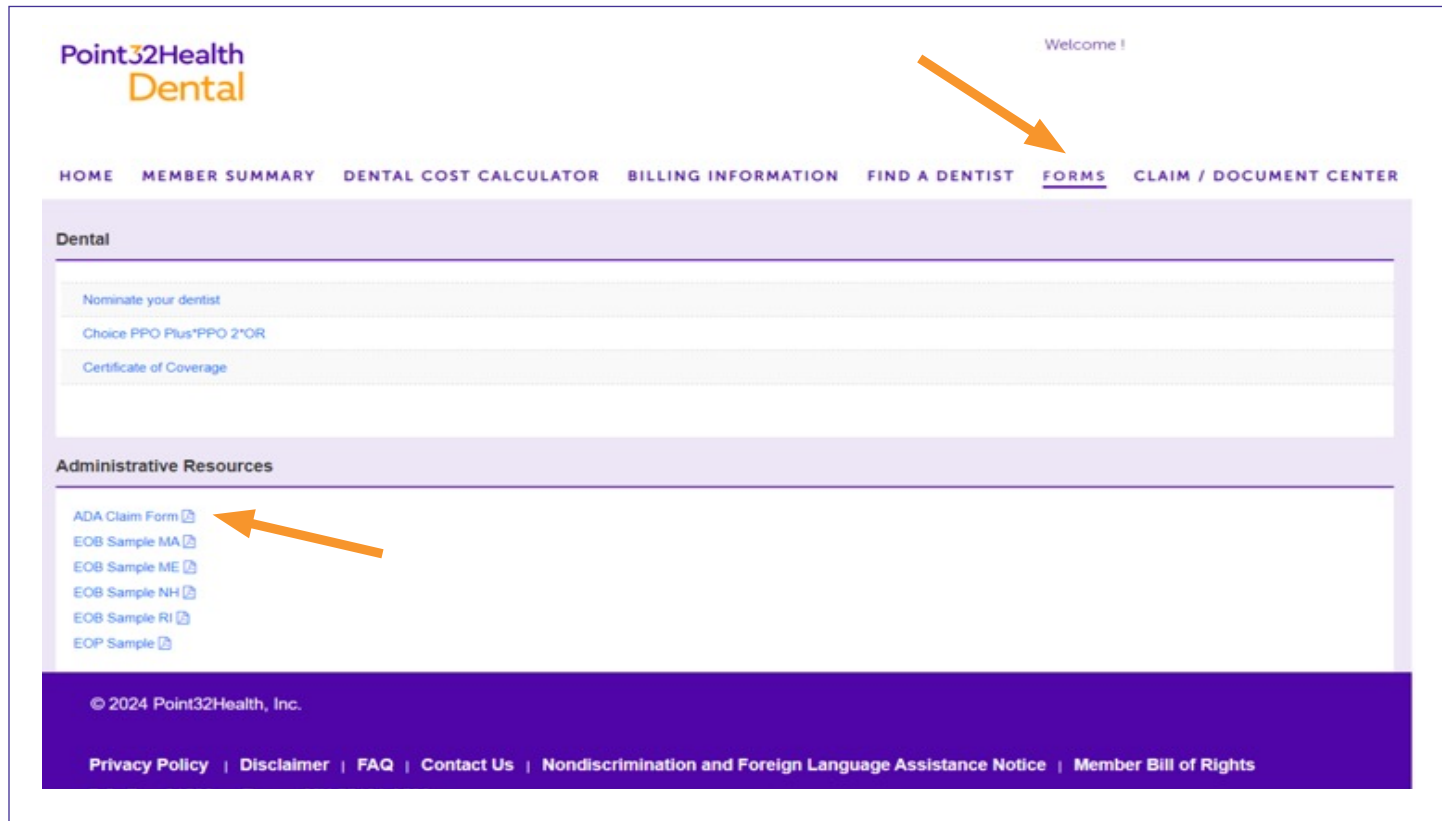 Point32Health
Dental
Welcome !
HOME MEMBER SUMMARY DENTAL COST CALCULATOR BILLING INFORMATION FIND A DENTIST FORMS CLAIM / DOCUMENT CENTER
Dental
Nominate your dentist
Choice PPO Plus*PPO 2*OR
Certificate of Coverage
Administrative Resources
ADA Claim Form
EOB Sample MA
EOB Sample ME
EOB Sample NH
EOB Sample RI
EOP Sample
© 2024 Point32Health, Inc.
Privacy Policy | Disclaimer | FAQ | Contact Us | Nondiscrimination and Foreign Language Assistance Notice | Member Bill of Rights